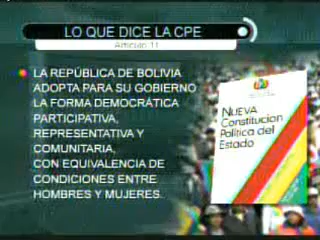 LO QUE DICE LA CPE
Artículo 11
LA REPÚBLICA DE BOLIVIA
ADOPTA PARA SU GOBIERNO
LA FORMA DEMOCRÁTICA
PARTICIPATIVA,
REPRESENTATIVA Y
COMUNITARIA,
CON EQUIVALENCIA DE
CONDICIONES ENTRE
HOMBRES Y MUJERES.
NUEVA
Constitución
Política del
Estado